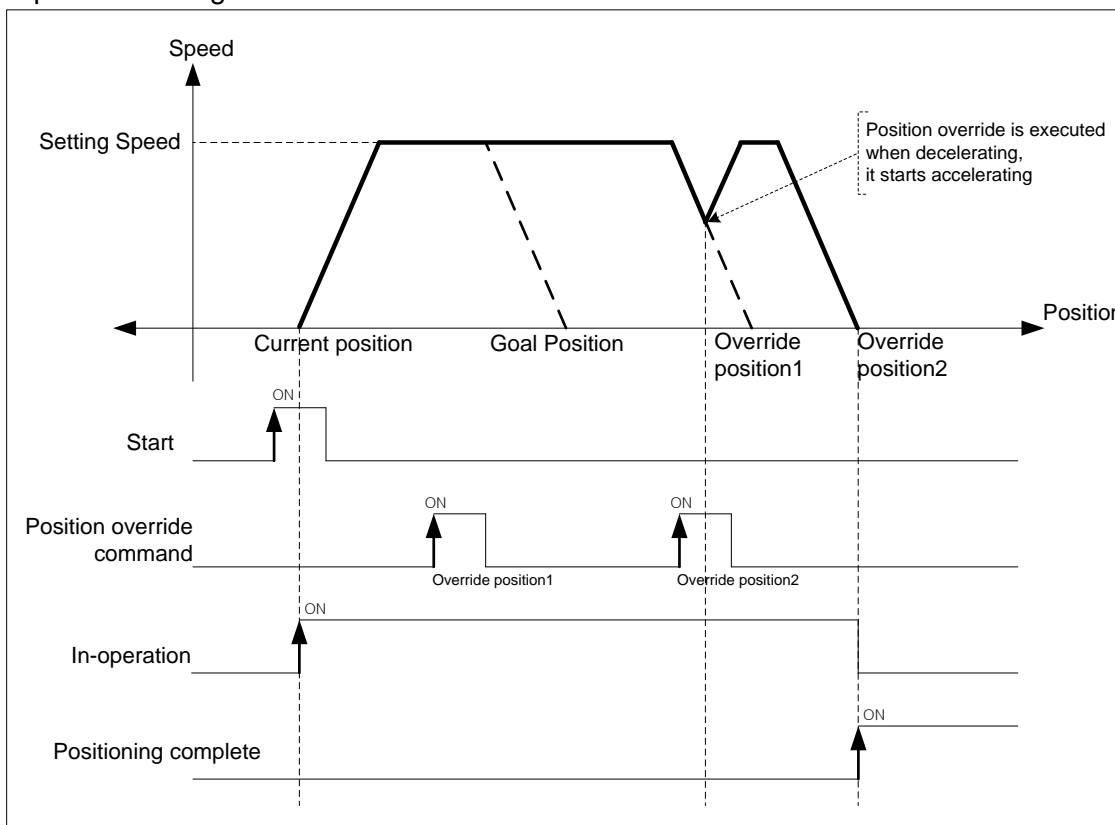 Speed
Setting Speed
Position override is executed
when decelerating,
it starts accelerating
Position
Current position
Goal Position
Override
position1
Override
position2
ON
Start
ON
ON
Position override
command
Override position1
Override position2
ON
In-operation
ON
Positioning complete